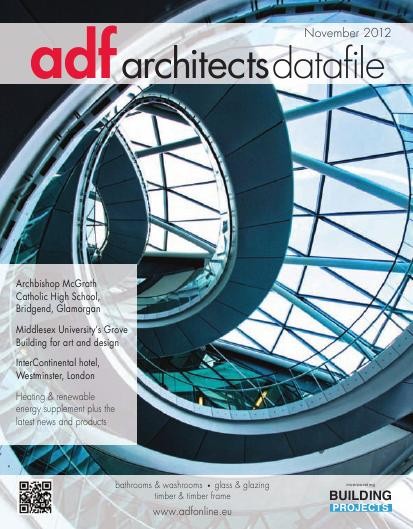 November 2012
adf architectsdatafile
Archbishop McGrath
Catholic High School,
Bridgend, Glamorgan
Middlesex University's Grove
Building for art and design
InterContinental hotel,
Westminster, London
Heating & renewable
energy supplement plus the
latest news and products
bathrooms & washrooms • glass & glazing
timber & timber frame
www.adfonline.eu
incorporating
BUILDING
PROJECTS